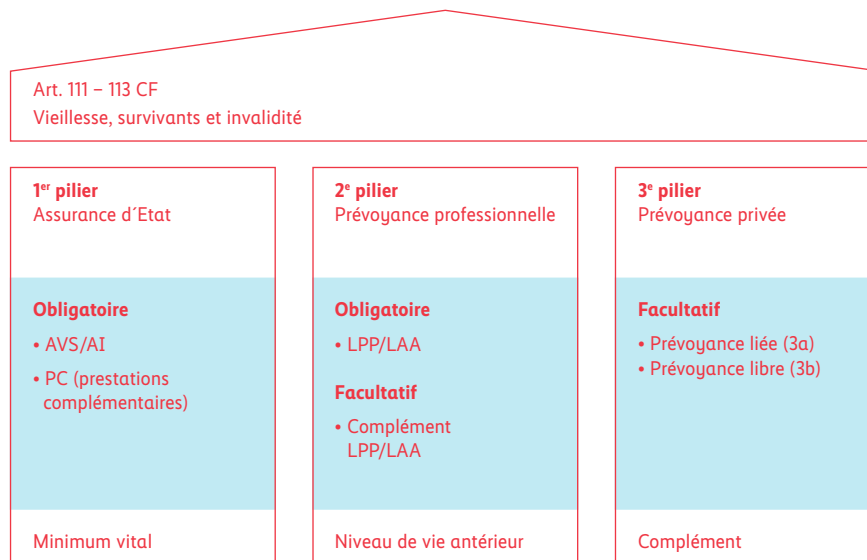 Art. 111 – 113 CF
Vieillesse, survivants et invalidité
1er pilier
Assurance d´Etat
Obligatoire
• AVS/AI
• PC (prestations
complémentaires)
Minimum vital
2e pilier
Prévoyance professionnelle
Obligatoire
• LPP/LAA
Facultatif
• Complément
LPP/LAA
Niveau de vie antérieur
3e pilier
Prévoyance privée
Facultatif
• Prévoyance liée (3a)
• Prévoyance libre (3b)
Complément